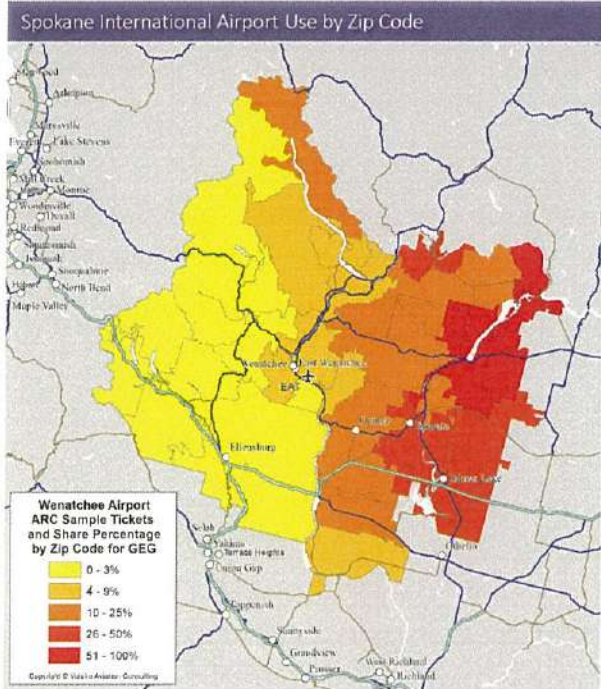 Spokane International Airport Use by Zip Code
Arlington
Marysville
Everett
Lake Stevens
Snohomish
Mill Creek
Monroe
Woodinville
Duvall
Redmond
Sammamish
Issaquah
Snoqualmie
North Bend
Maple Valley
Wenatchee
East Wenatchee
EAT
Quincy
Ephrata
Ellensburg
Moses Lake
Othello
Selah
Yakima
Terrace Heights
Union Gap
Toppenish
Sunnyside
Grandview
Prosser
West Richland
Richland
Wenatchee Airport
ARC Sample Tickets
and Share Percentage
by Zip Code for GEG
0 - 3%
4 - 9%
10 - 25%
26 - 50%
51 - 100%